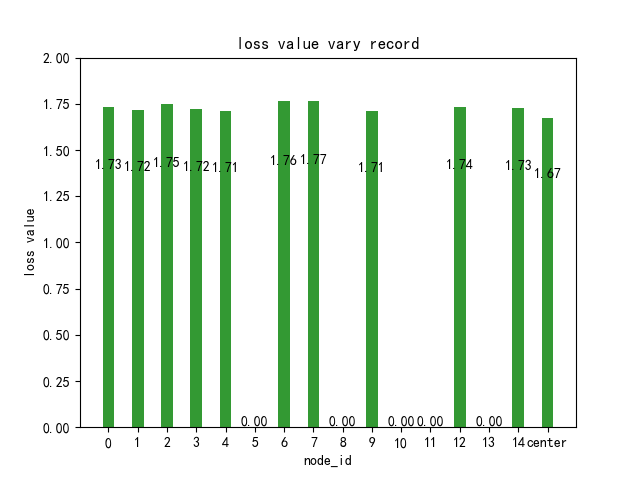 loss value vary record
loss value
2.00
1.75
1.50
1.25
1.00
0.75
0.50
0.25
0.00
1.73 1.72 1.75 1.72 1.71 0.00 1.76 1.77 0.00 1.71 0.00 0.00 1.74 0.00 1.73 1.67
0 1 2 3 4 5 6 7 8 9 10 11 12 13 14 center
node_id